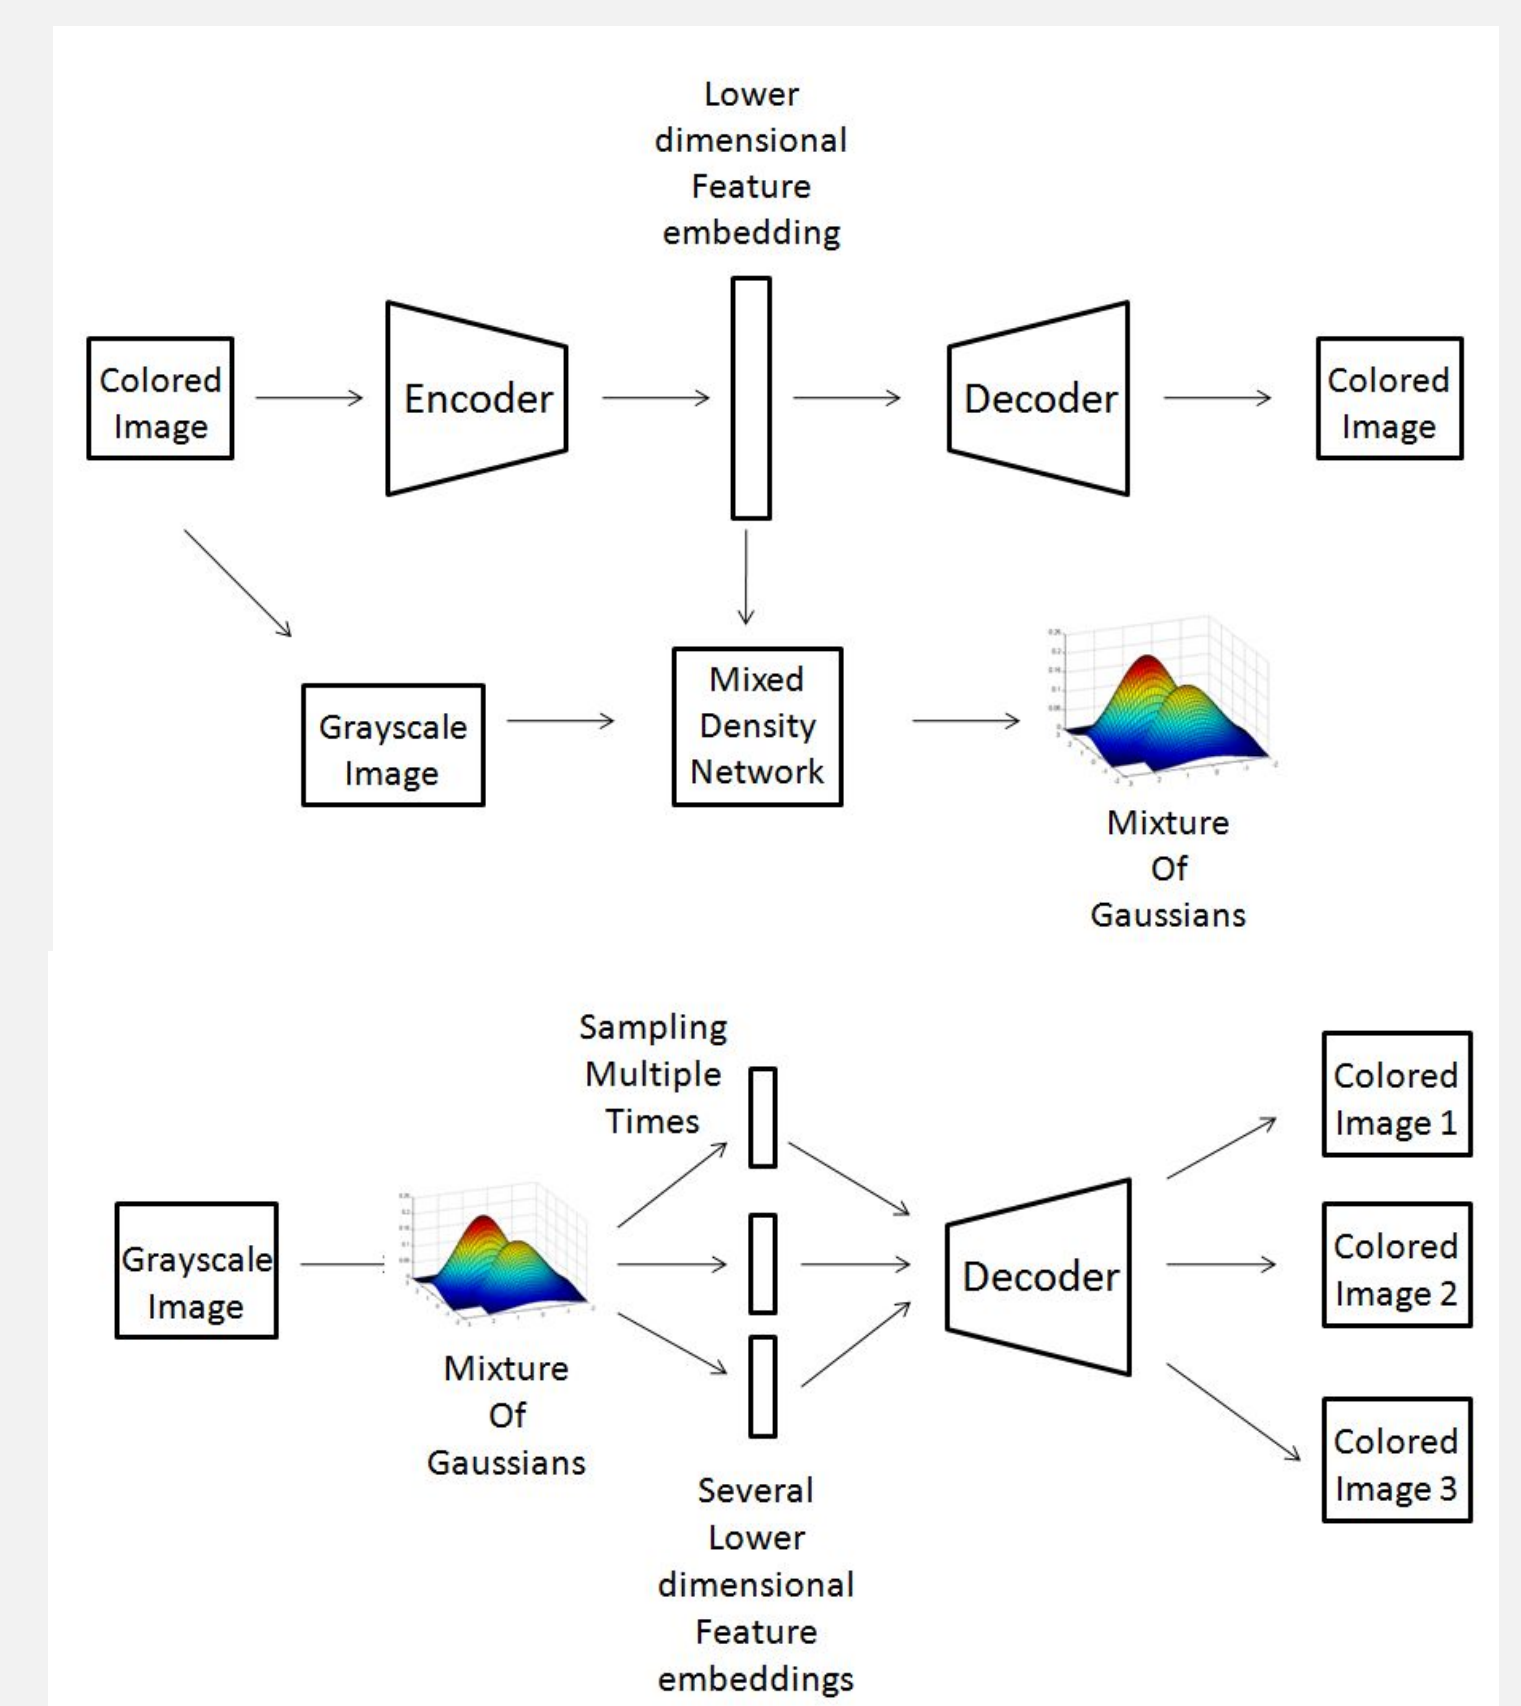 Lower
dimensional
Feature
embedding
Colored
Image
Encoder
Decoder
Colored
Image
Grayscale
Image
Mixed
Density
Network
Mixture
Of
Gaussians
Sampling
Multiple
Times
Grayscale
Image
Mixture
Of
Gaussians
Several
Lower
dimensional
Feature
embeddings
Decoder
Colored
Image 1
Colored
Image 2
Colored
Image 3